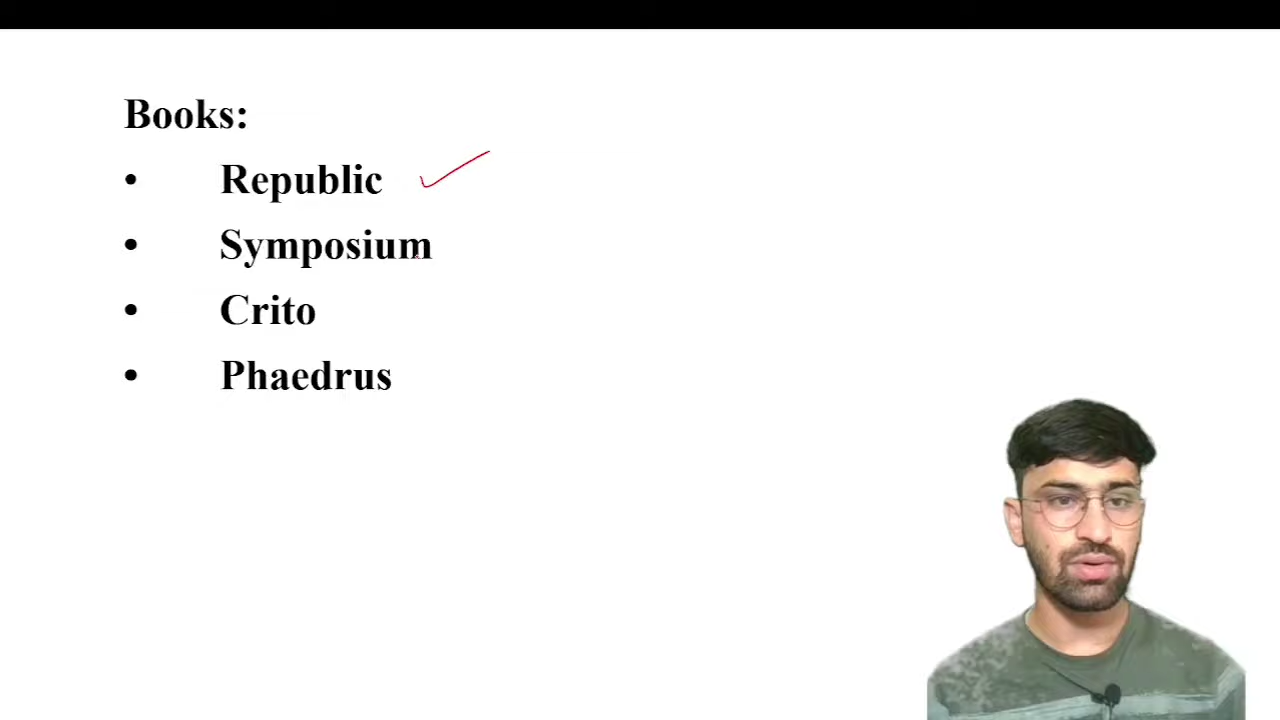 Books:
• Republic
• Symposium
• Crito
• Phaedrus